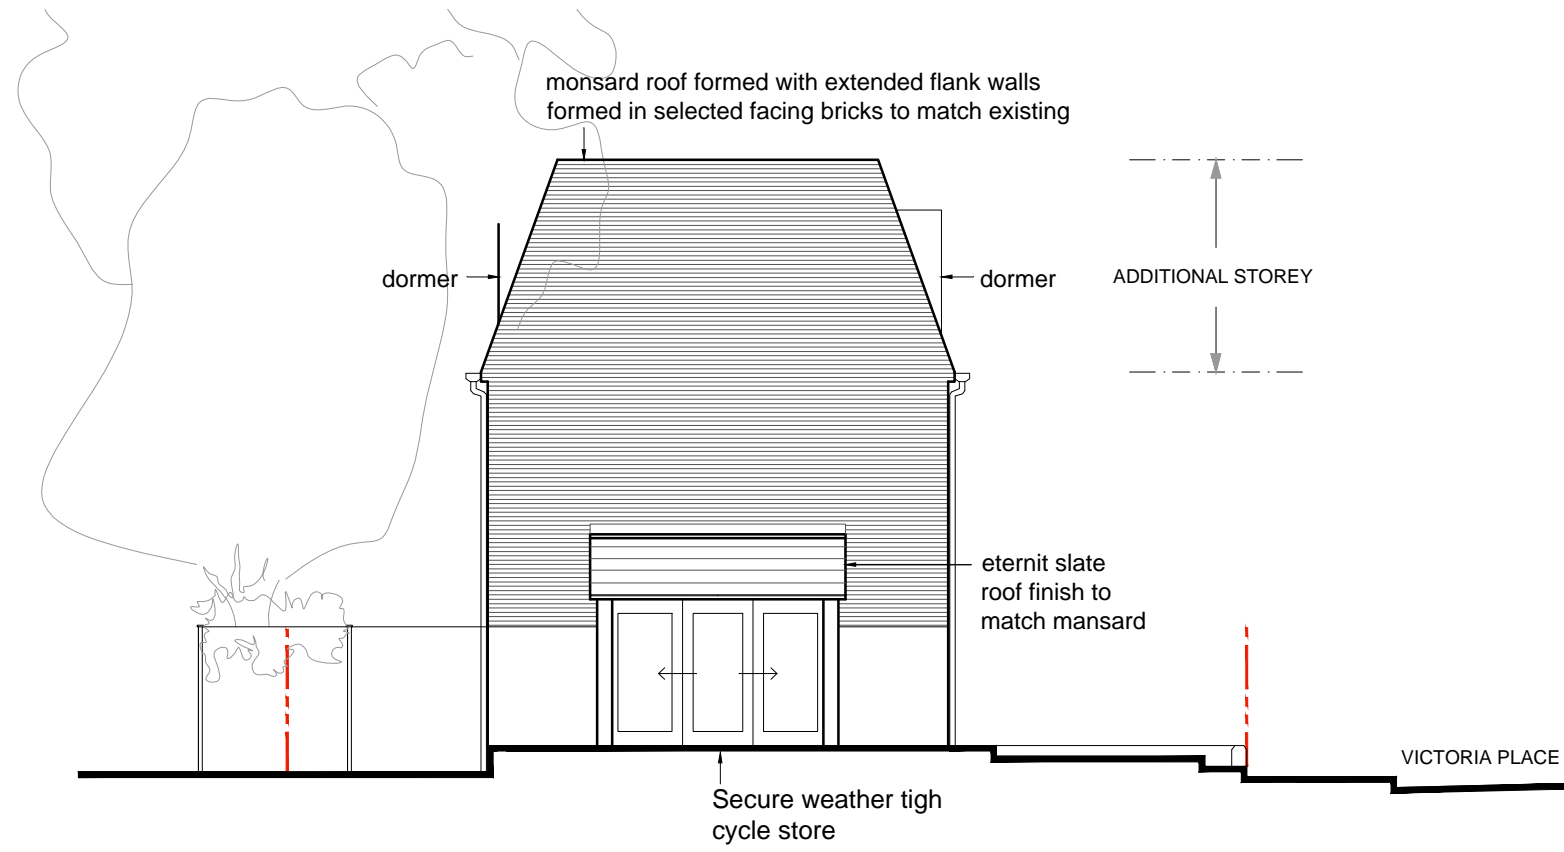 monsard roof formed with extended flank walls
formed in selected facing bricks to match existing
dormer
dormer
ADDITIONAL STOREY
eternit slate
roof finish to
match mansard
VICTORIA PLACE
Secure weather tigh
cycle store